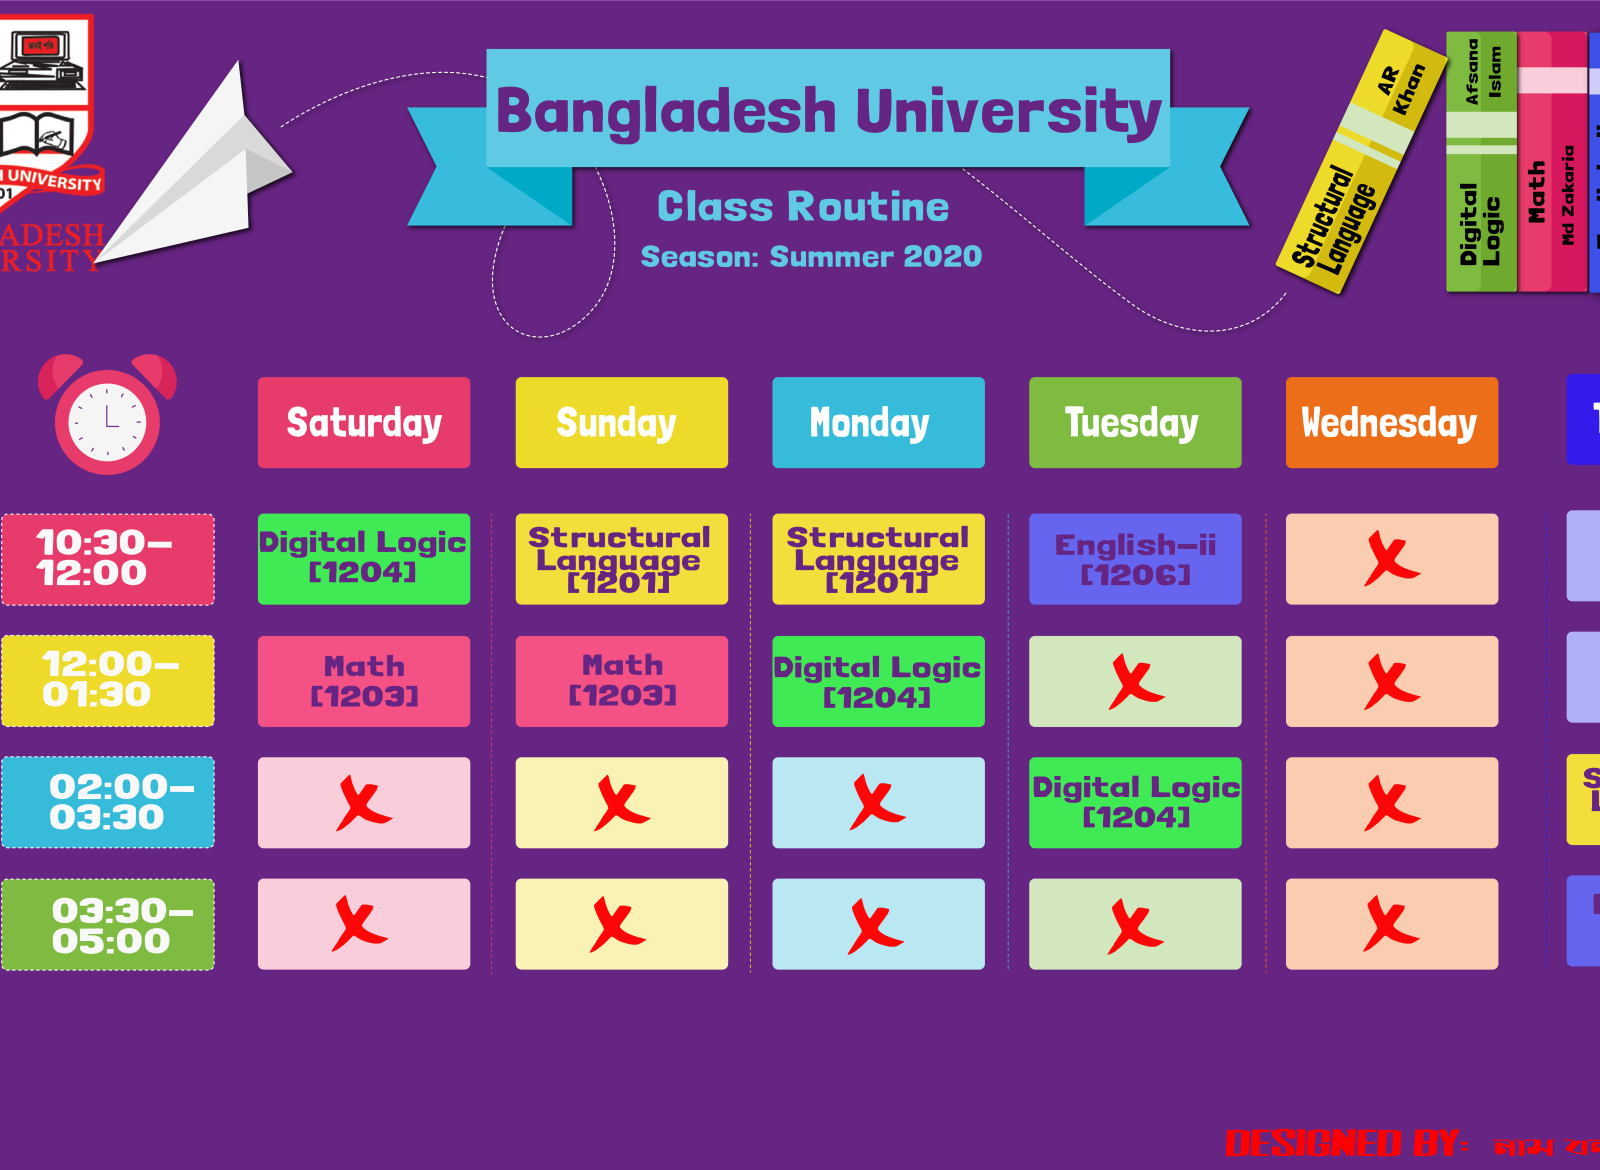 H UNIVERSITY
01
ADESH
RSITY
Bangladesh University
Class Routine
Season: Summer 2020
AR
Khan
Structural
Language
Afsana
Islam
Digital
Logic
Math
Md Zakaria
Saturday
Sunday
Monday
Tuesday
Wednesday
T
10:30-
12:00
Digital Logic
[1204]
Structural
Language
[1201]
Structural
Language
[1201]
English-ii
[1206]
12:00-
01:30
Math
[1203]
Math
[1203]
Digital Logic
[1204]
02:00-
03:30
Digital Logic
[1204]
S
L
03:30-
05:00
DESIGNED BY: নাম